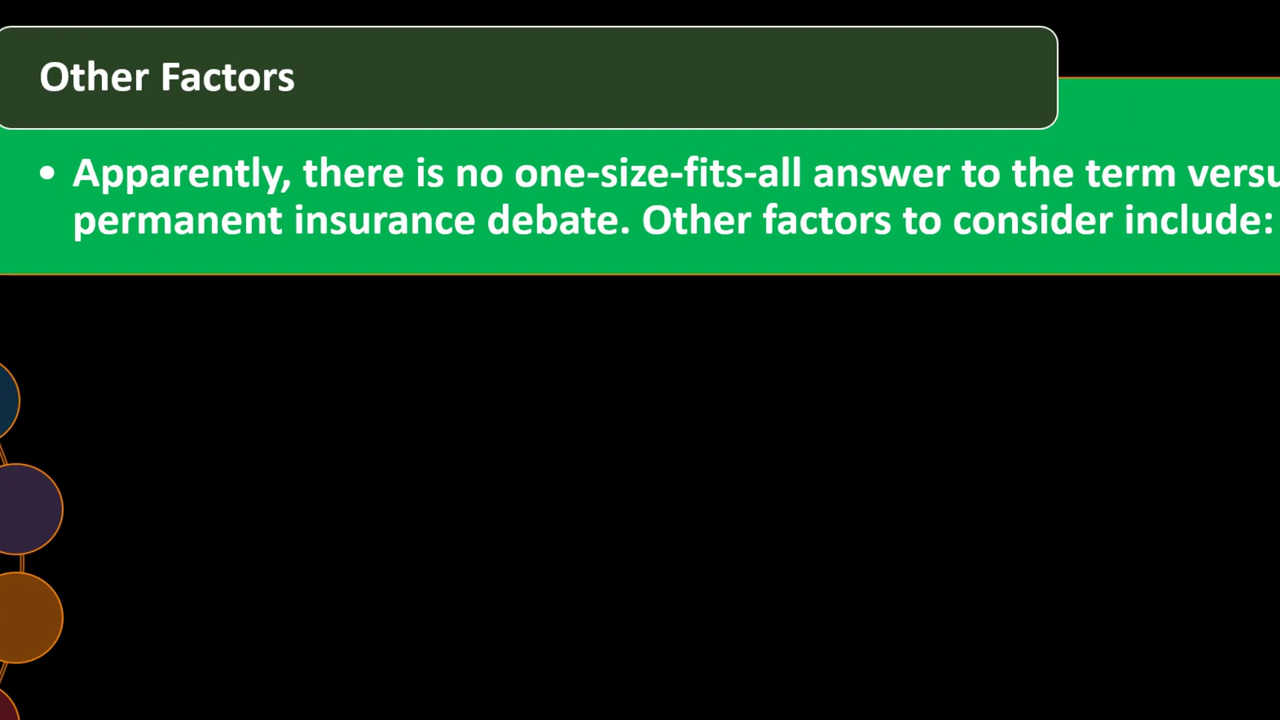 Other Factors
• Apparently, there is no one-size-fits-all answer to the term versu
permanent insurance debate. Other factors to consider include: